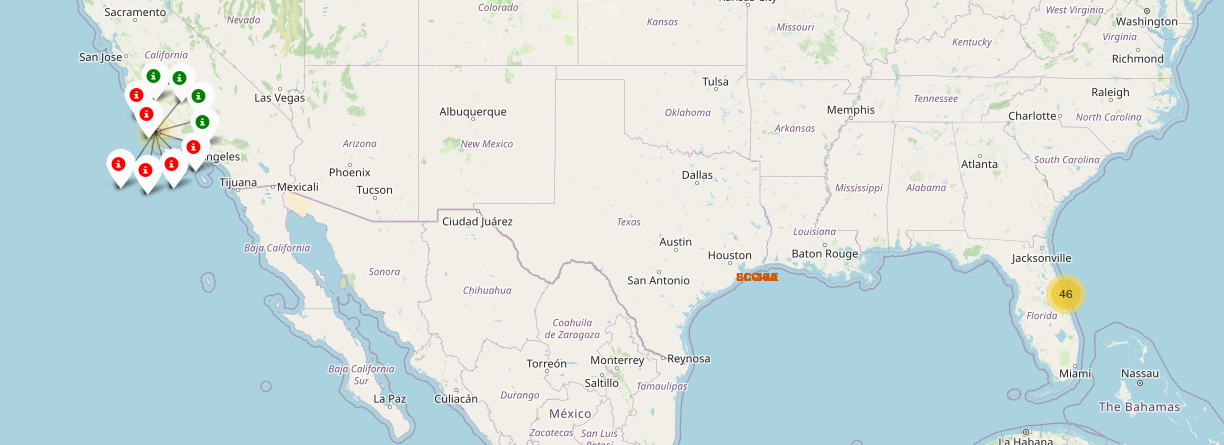 Sacramento
Nevada
Colorado
Kansas
Missouri
West Virginia
Washington
San Jose
California
Kentucky
Virginia
Richmond
Las Vegas
Tulsa
Raleigh
Albuquerque
Oklahoma
Memphis
Tennessee
Charlotte
North Carolina
Arkansas
Arizona
New Mexico
Atlanta
South Carolina
Phoenix
Dallas
Tijuana
Mexicali
Tucson
Mississippi
Alabama
Ciudad Juárez
Texas
Louisiana
Baja California
Austin
Houston
Baton Rouge
Jacksonville
Sonora
San Antonio
Chihuahua
46
Florida
Coahuila
de Zaragoza
Torreón
Monterrey
Reynosa
Baja California
Sur
Saltillo
Tamaulipas
Miami
Nassau
La Paz
Culiacán
Durango
México
The Bahamas
Zacatecas
San Luis
La Habana